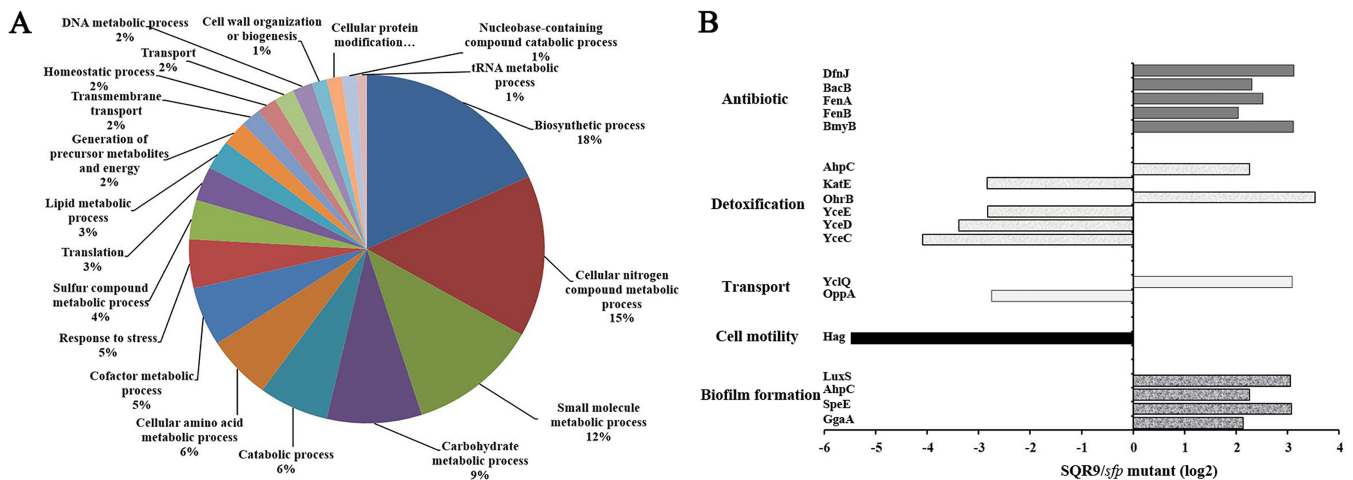 A
DNA metabolic process
2%
Cell wall organization
or biogenesis
1%
Cellular protein
modification…
Nucleobase-containing
compound catabolic process
1%
Transport
2%
tRNA metabolic
process
1%
Homeostatic process
2%
Transmembrane
transport
2%
Biosynthetic process
18%
Generation of
precursor metabolites
and energy
2%
Lipid metabolic
process
3%
Translation
3%
Cellular nitrogen
compound metabolic
process
15%
Sulfur compound
metabolic process
4%
Response to stress
5%
Cofactor metabolic
process
5%
Small molecule
metabolic process
12%
Cellular amino acid
metabolic process
6%
Catabolic process
6%
Carbohydrate
metabolic process
9%
B
Antibiotic
DfnJ
BacB
FenA
FenB
BmyB
Detoxification
AhpC
KatE
OhrB
YceE
YceD
YceC
Transport
YclQ
OppA
Cell motility
Hag
Biofilm formation
LuxS
AhpC
SpeE
GgaA
-6 -5 -4 -3 -2 -1 0 1 2 3 4
SQR9/sfp mutant (log2)